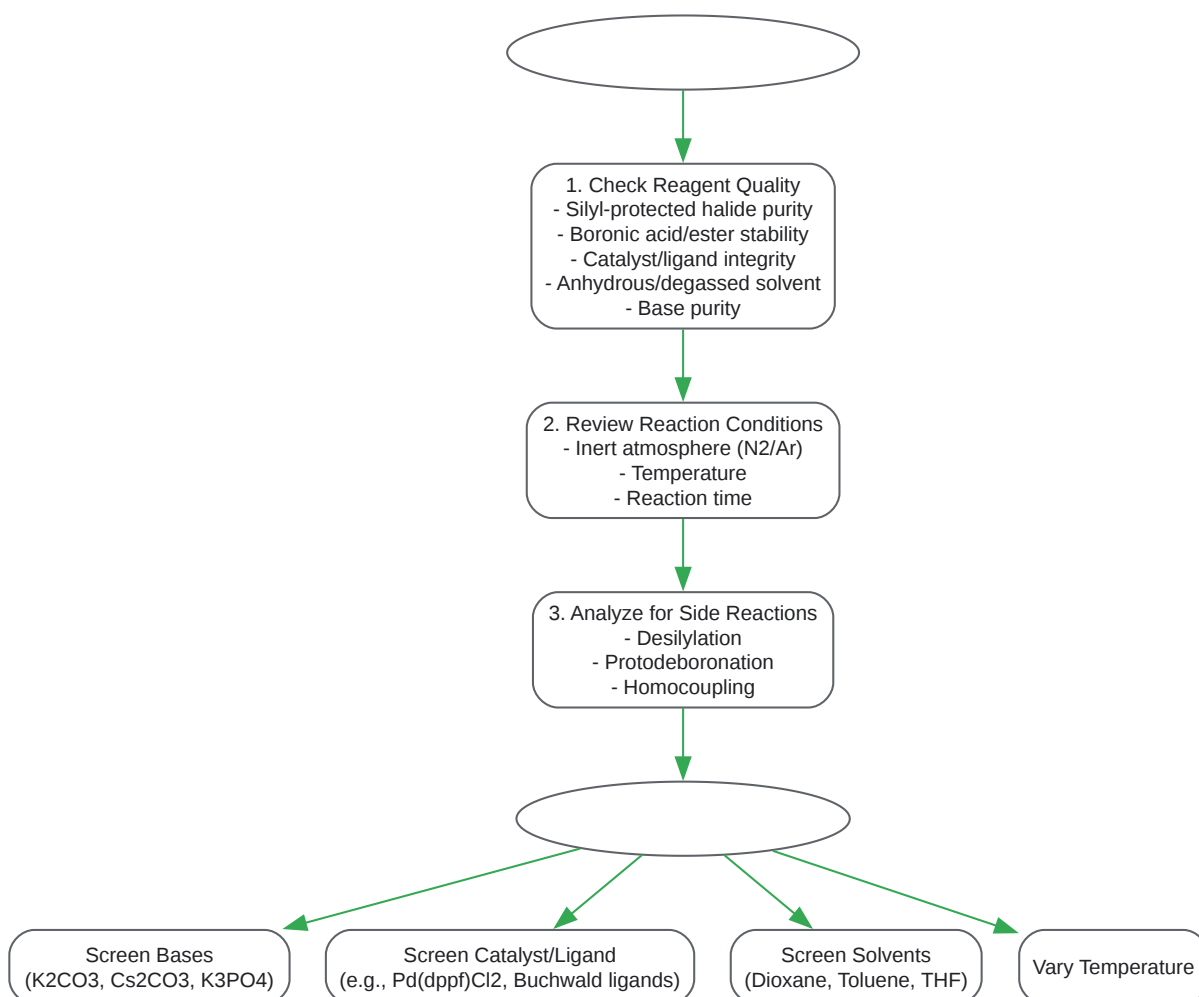 1. Check Reagent Quality
- Silyl-protected halide purity
- Boronic acid/ester stability
- Catalyst/ligand integrity
- Anhydrous/degassed solvent
- Base purity
2. Review Reaction Conditions
- Inert atmosphere (N2/Ar)
- Temperature
- Reaction time
3. Analyze for Side Reactions
- Desilylation
- Protodeboronation
- Homocoupling
Screen Bases
(K2CO3, Cs2CO3, K3PO4)
Screen Catalyst/Ligand
(e.g., Pd(dppf)Cl2, Buchwald ligands)
Screen Solvents
(Dioxane, Toluene, THF)
Vary Temperature